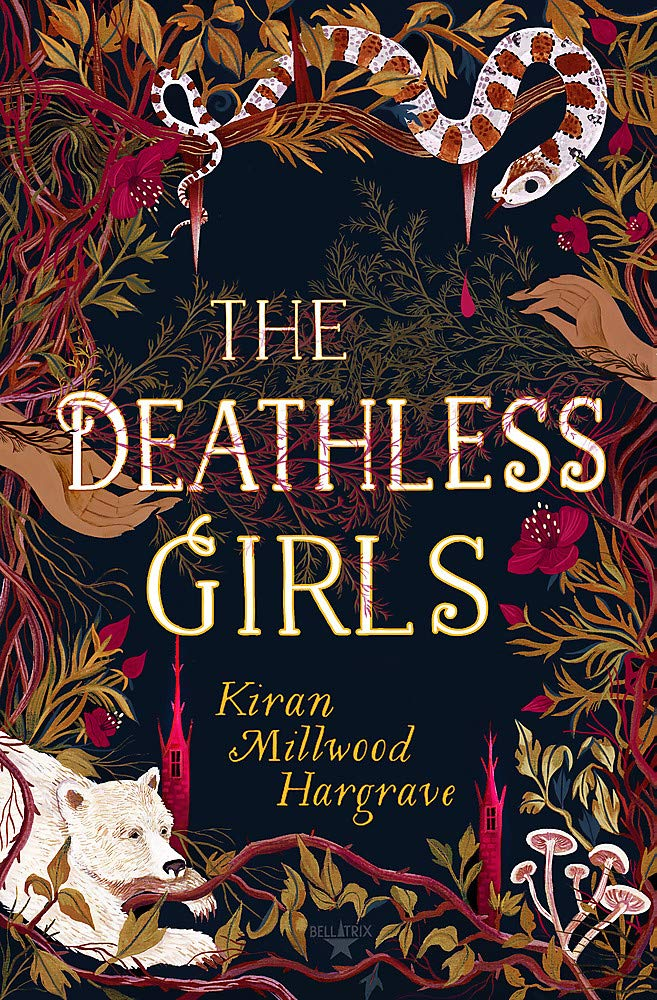 THE
DEATHLESS
GIRLS
Kiran
Millwood
Hargrave
BELLATRIX